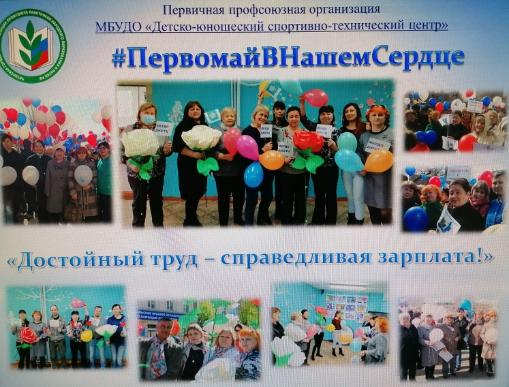 Первичная профсоюзная организация
МБУДО «Детско-юношеский спортивно-технический центр»
#ПервомайВНашемСердце
«Достойный труд – справедливая зарплата!»